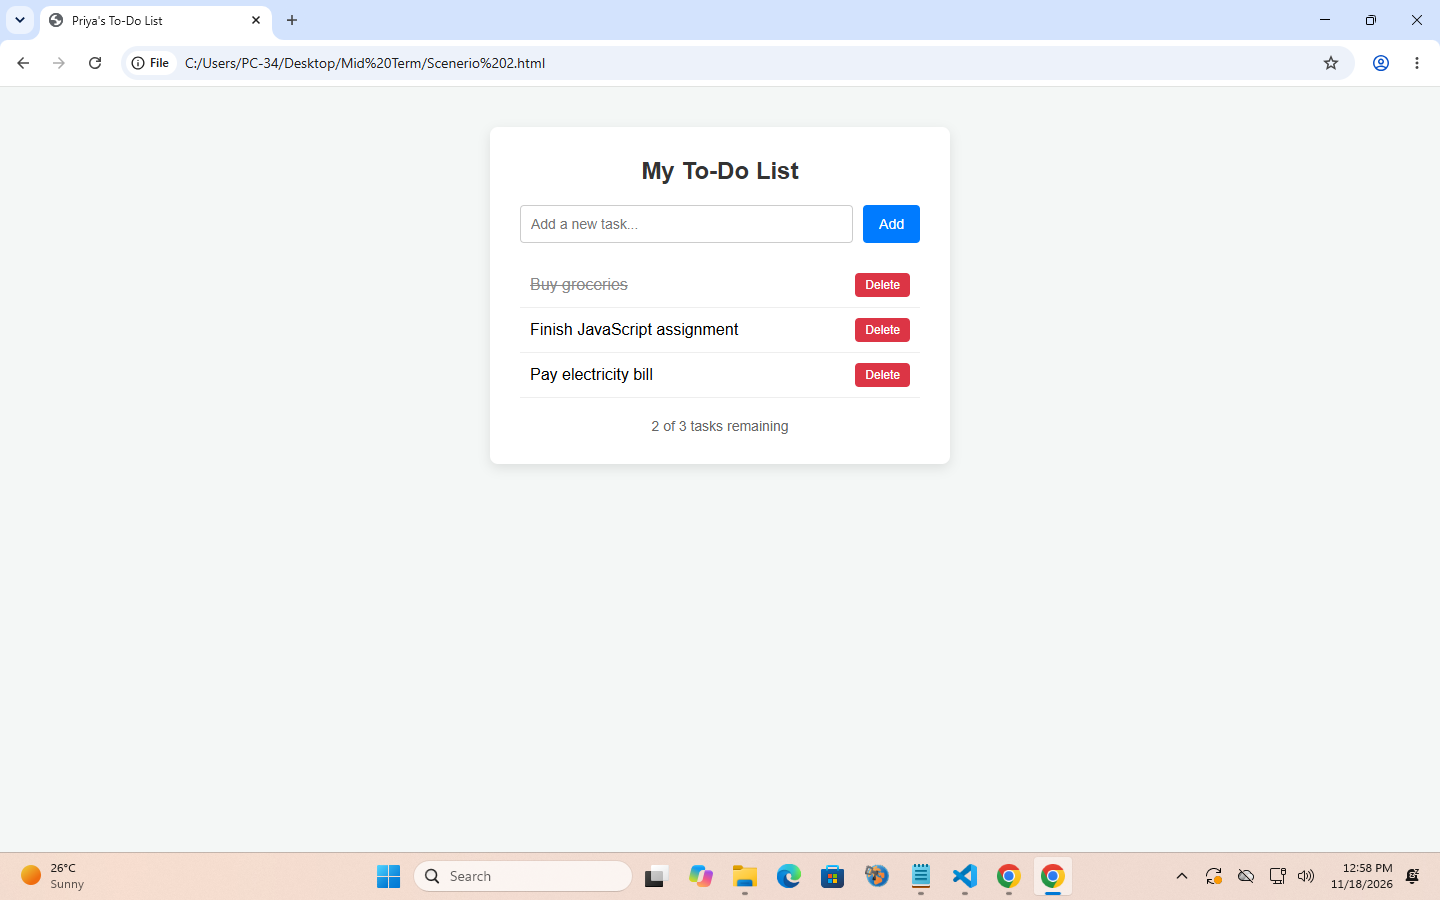 Priya's To-Do List
File C:/Users/PC-34/Desktop/Mid%20Term/Scenerio%202.html
My To-Do List
Add a new task... Add
Buy groceries Delete
Finish JavaScript assignment Delete
Pay electricity bill Delete
2 of 3 tasks remaining
26°C
Sunny
Search
12:58 PM
11/18/2026